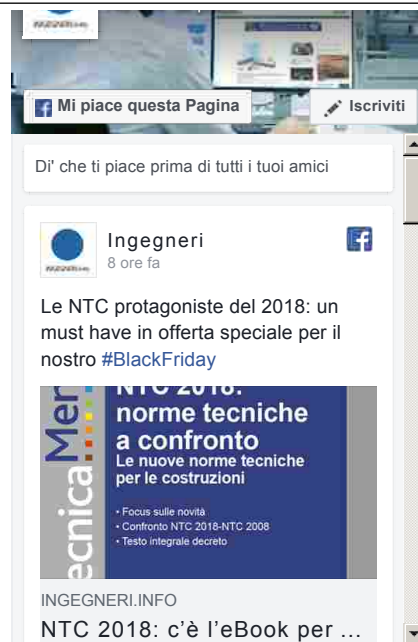 Mi piace questa Pagina
Iscriviti
Di' che ti piace prima di tutti i tuoi amici
Ingegneri
8 ore fa
Le NTC protagoniste del 2018: un
must have in offerta speciale per il
nostro #BlackFriday
NTC 2018:
norme tecniche
a confronto
Le nuove norme tecniche
per le costruzioni
• Focus sulle novità
• Confronto NTC 2018-NTC 2008
• Testo integrale decreto
INGEGNERI.INFO
NTC 2018: c'è l'eBook per ...